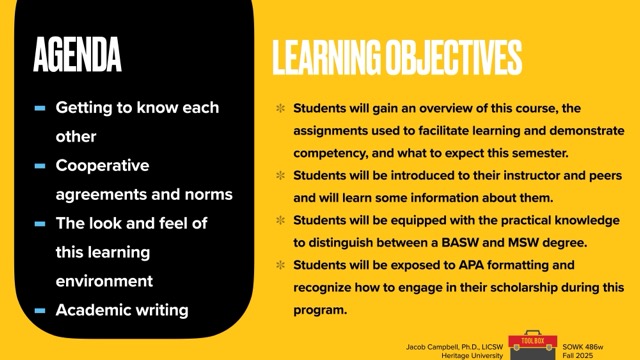 AGENDA
Getting to know each
other
Cooperative
agreements and norms
The look and feel of
this learning
environment
Academic writing
LEARNING OBJECTIVES
Students will gain an overview of this course, the
assignments used to facilitate learning and demonstrate
competency, and what to expect this semester.
Students will be introduced to their instructor and peers
and will learn some information about them.
Students will be equipped with the practical knowledge
to distinguish between a BASW and MSW degree.
Students will be exposed to APA formatting and
recognize how to engage in their scholarship during this
program.
Jacob Campbell, Ph.D., LICSW
Heritage University
TOOLBOX
SOWK 486w
Fall 2025